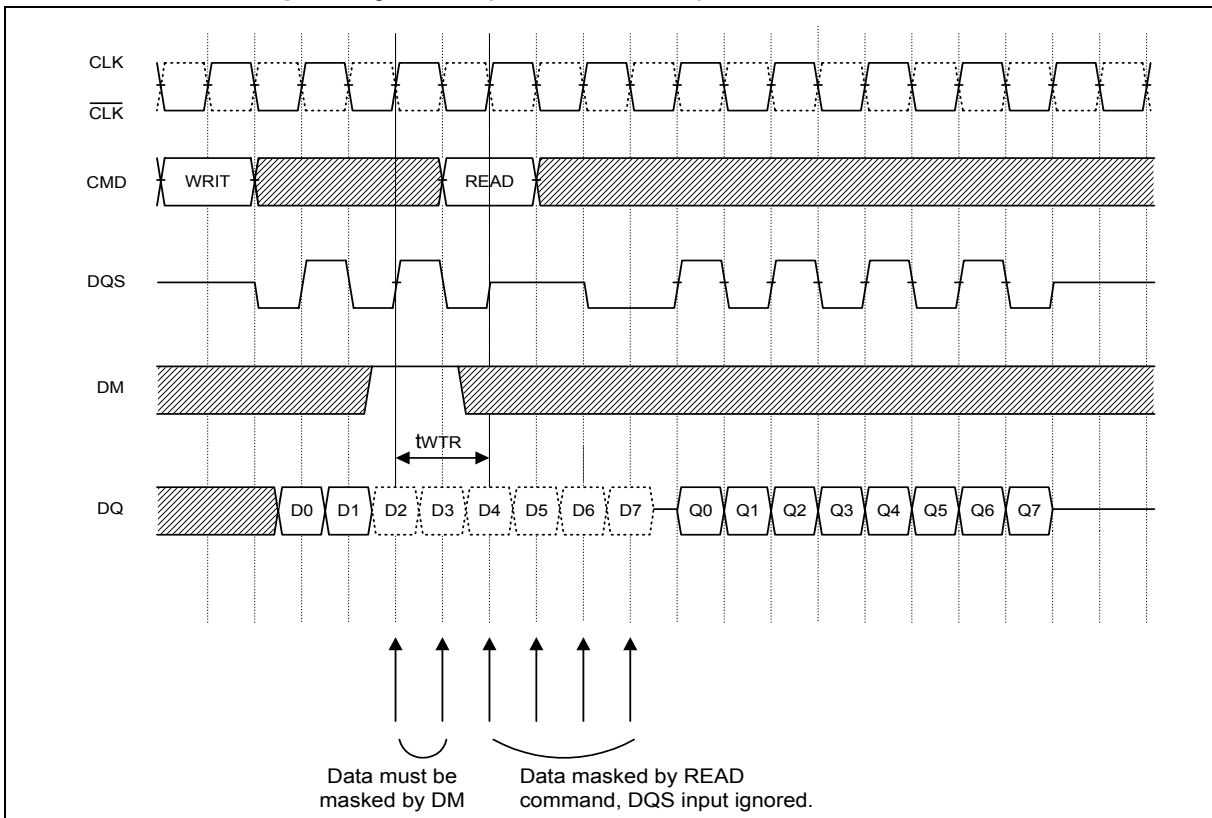 CLK
CLK
CMD WRIT READ
DQS
DM
tWTR
DQ D0 D1 D2 D3 D4 D5 D6 D7 Q0 Q1 Q2 Q3 Q4 Q5 Q6 Q7
Data must be
masked by DM
Data masked by READ
command, DQS input ignored.